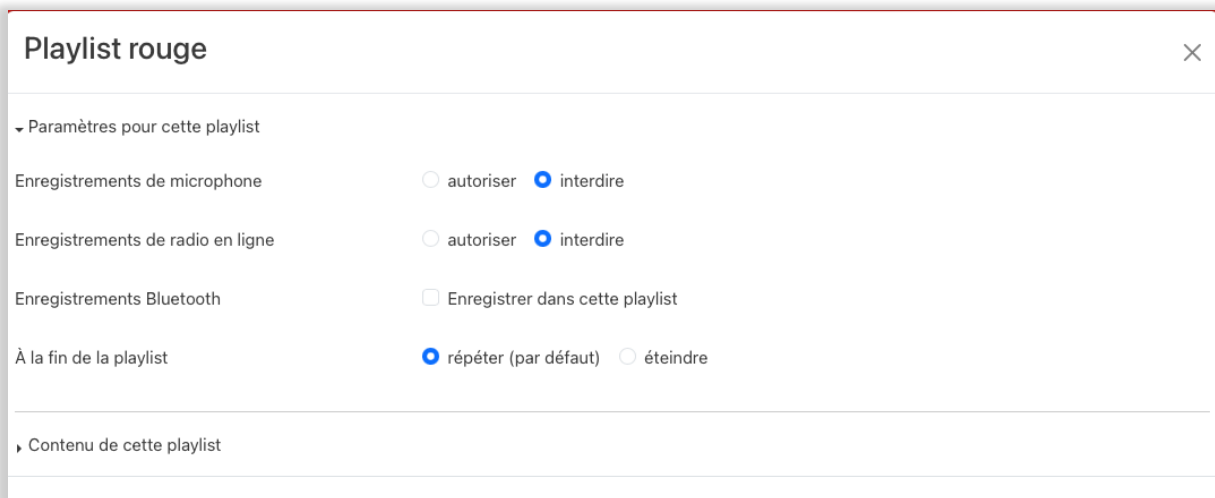 Playlist rouge
Paramètres pour cette playlist
Enregistrements de microphone autoriser interdire
Enregistrements de radio en ligne autoriser interdire
Enregistrements Bluetooth Enregistrer dans cette playlist
À la fin de la playlist répéter (par défaut) éteindre
Contenu de cette playlist